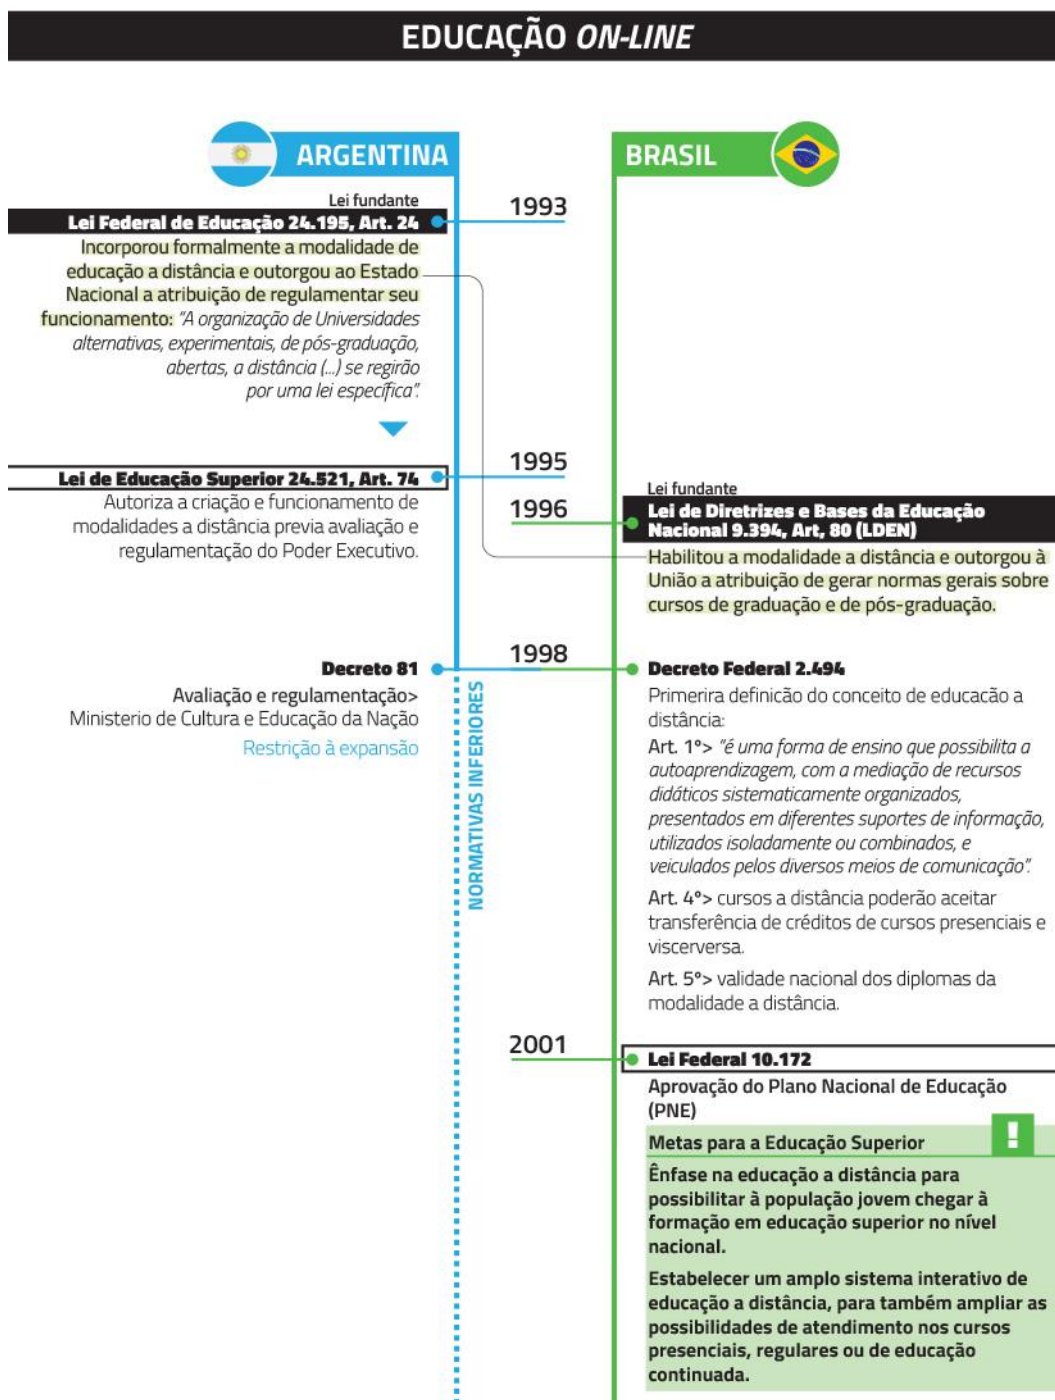 EDUCAÇÃO ON-LINE
ARGENTINA
BRASIL
1993
Lei fundante
Lei Federal de Educação 24.195, Art. 24
Incorporou formalmente a modalidade de
educação a distância e outorgou ao Estado
Nacional a atribuição de regulamentar seu
funcionamento: "A organização de Universidades
alternativas, experimentais, de pós-graduação,
abertas, a distância (...) se regirão
por uma lei específica".
1995
Lei de Educação Superior 24.521, Art. 74
Autoriza a criação e funcionamento de
modalidades a distância previa avaliação e
regulamentação do Poder Executivo.
1996
Lei fundante
Lei de Diretrizes e Bases da Educação
Nacional 9.394, Art, 80 (LDEN)
Habilitou a modalidade a distância e outorgou à
União a atribuição de gerar normas gerais sobre
cursos de graduação e de pós-graduação.
1998
Decreto 81
Avaliação e regulamentação>
Ministerio de Cultura e Educação da Nação
Restrição à expansão
NORMATIVAS INFERIORES
Decreto Federal 2.494
Primerira definicão do conceito de educacão a
distância:
Art. 1º> "é uma forma de ensino que possibilita a
autoaprendizagem, com a mediação de recursos
didáticos sistematicamente organizados,
presentados em diferentes suportes de informação,
utilizados isoladamente ou combinados, e
veiculados pelos diversos meios de comunicação".
Art. 4º> cursos a distância poderão aceitar
transferência de créditos de cursos presenciais e
viscerversa.
Art. 5º> validade nacional dos diplomas da
modalidade a distância.
2001
Lei Federal 10.172
Aprovação do Plano Nacional de Educação
(PNE)
Metas para a Educação Superior
!
Ênfase na educação a distância para
possibilitar à população jovem chegar à
formação em educação superior no nível
nacional.
Estabelecer um amplo sistema interativo de
educação a distância, para também ampliar as
possibilidades de atendimento nos cursos
presenciais, regulares ou de educação
continuada.